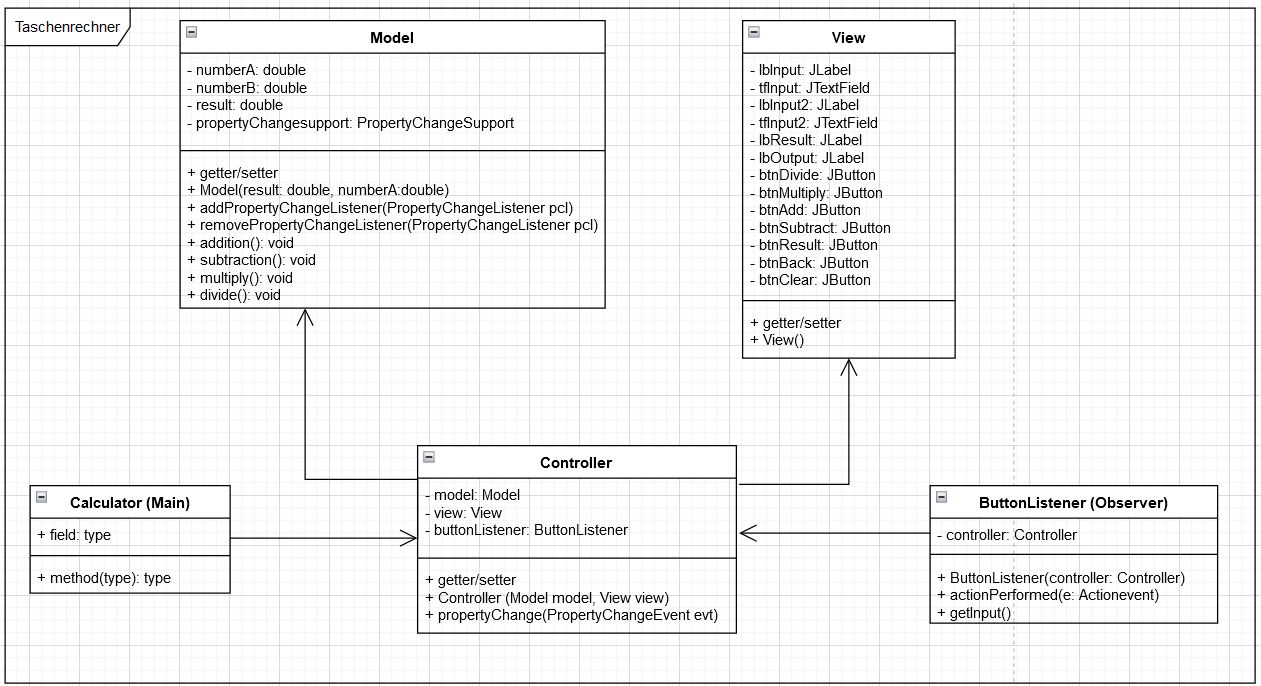 Taschenrechner
Model
- numberA: double
- numberB: double
- result: double
- propertyChangesupport: PropertyChangeSupport
+ getter/setter
+ Model(result: double, numberA:double)
+ addPropertyChangeListener(PropertyChangeListener pcl)
+ removePropertyChangeListener(PropertyChangeListener pcl)
+ addition(): void
+ subtraction(): void
+ multiply(): void
+ divide(): void
View
- lbInput: JLabel
- tfInput: JTextField
- lbInput2: JLabel
- tfInput2: JTextField
- lbResult: JLabel
- lbOutput: JLabel
- btnDivide: JButton
- btnMultiply: JButton
- btnAdd: JButton
- btnSubtract: JButton
- btnResult: JButton
- btnBack: JButton
- btnClear: JButton
+ getter/setter
+ View()
Calculator (Main)
+ field: type
+ method(type): type
Controller
- model: Model
- view: View
- buttonListener: ButtonListener
+ getter/setter
+ Controller (Model model, View view)
+ propertyChange(PropertyChangeEvent evt)
ButtonListener (Observer)
- controller: Controller
+ ButtonListener(controller: Controller)
+ actionPerformed(e: Actionevent)
+ getInput()